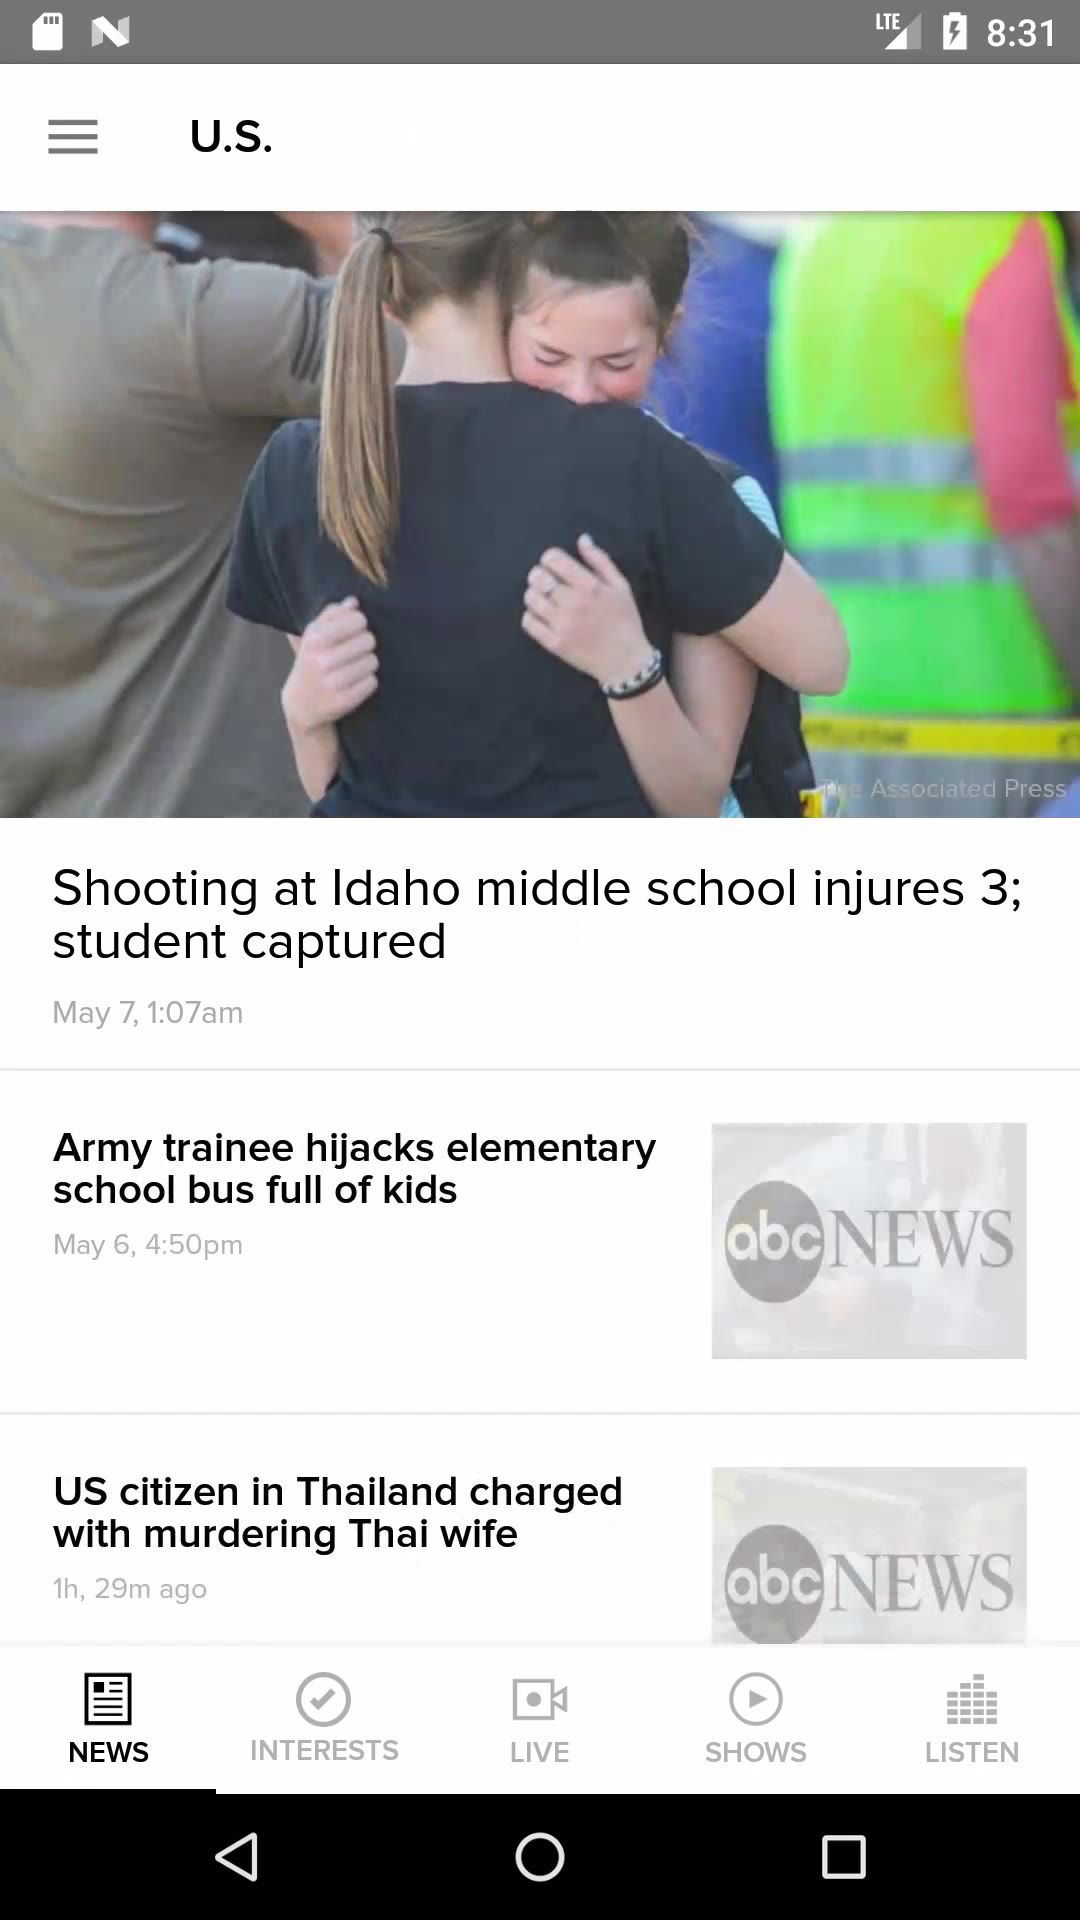 LTE 8:31
U.S.
The Associated Press
Shooting at Idaho middle school injures 3;
student captured
May 7, 1:07am
Army trainee hijacks elementary
school bus full of kids
May 6, 4:50pm
abc NEWS
US citizen in Thailand charged
with murdering Thai wife
1h, 29m ago
abc NEWS
NEWS
INTERESTS
LIVE
SHOWS
LISTEN